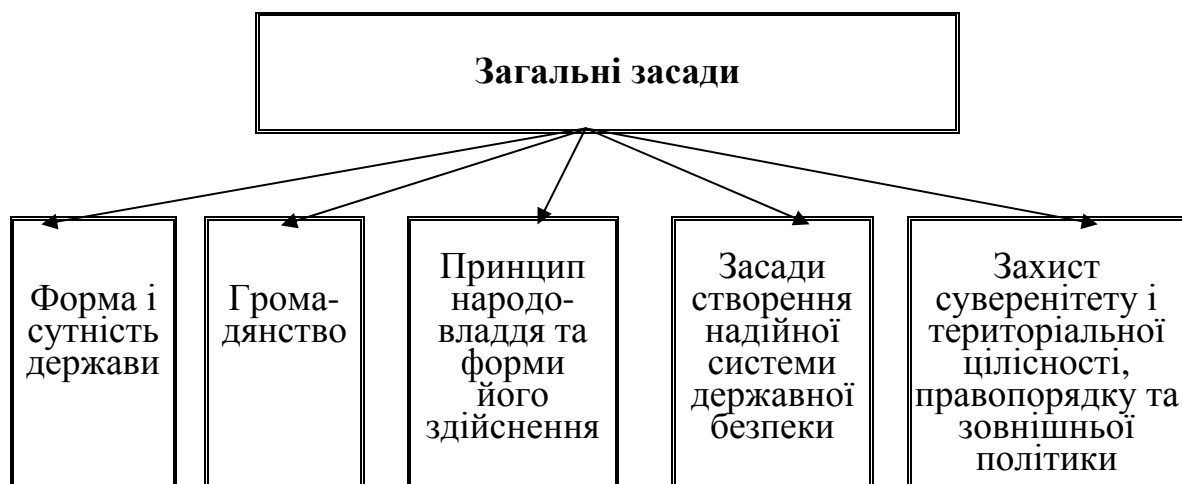 Загальні засади
Форма і
сутність
держави
Грома-
дянство
Принцип
народо-
владдя та
форми
його
здійснення
Засади
створення
надійної
системи
державної
безпеки
Захист
суверенітету і
територіальної
цілісності,
правопорядку та
зовнішньої
політики